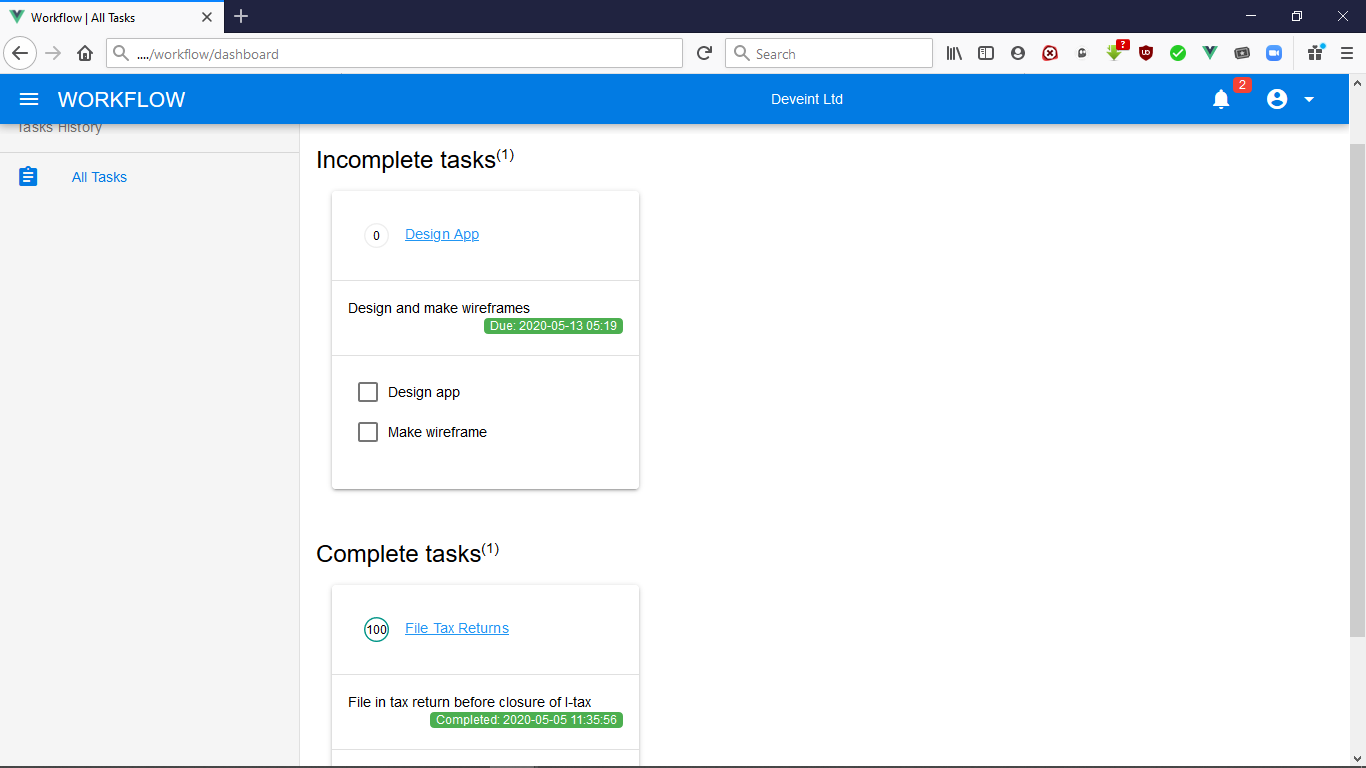 Workflow | All Tasks
..../workflow/dashboard
Search
?
UD
WORKFLOW
Deveint Ltd
2
Tasks History
All Tasks
Incomplete tasks(1)
0
Design App
Design and make wireframes
Due: 2020-05-13 05:19
Design app
Make wireframe
Complete tasks(1)
100
File Tax Returns
File in tax return before closure of I-tax
Completed: 2020-05-05 11:35:56